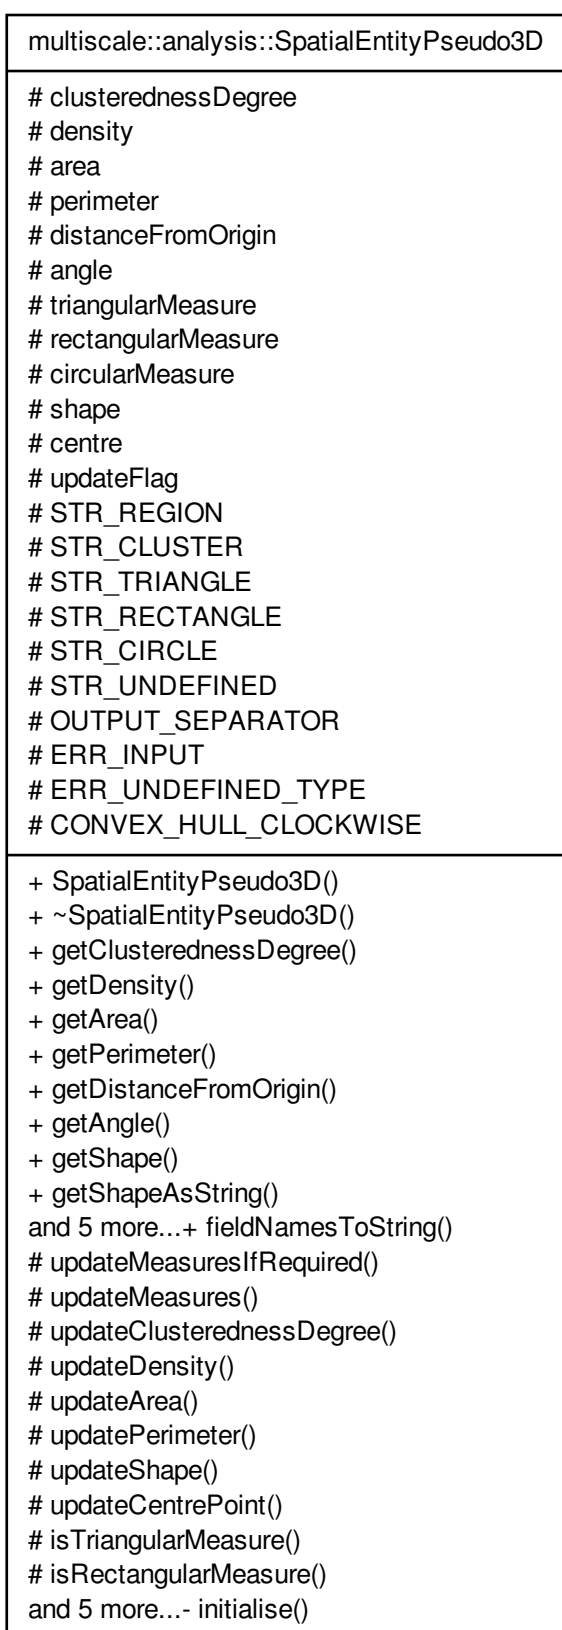 multiscale::analysis::SpatialEntityPseudo3D
# clusterednessDegree
# density
# area
# perimeter
# distanceFromOrigin
# angle
# triangularMeasure
# rectangularMeasure
# circularMeasure
# shape
# centre
# updateFlag
# STR_REGION
# STR_CLUSTER
# STR_TRIANGLE
# STR_RECTANGLE
# STR_CIRCLE
# STR_UNDEFINED
# OUTPUT_SEPARATOR
# ERR_INPUT
# ERR_UNDEFINED_TYPE
# CONVEX_HULL_CLOCKWISE
+ SpatialEntityPseudo3D()
+ ~SpatialEntityPseudo3D()
+ getClusterednessDegree()
+ getDensity()
+ getArea()
+ getPerimeter()
+ getDistanceFromOrigin()
+ getAngle()
+ getShape()
+ getShapeAsString()
and 5 more...+ fieldNamesToString()
# updateMeasuresIfRequired()
# updateMeasures()
# updateClusterednessDegree()
# updateDensity()
# updateArea()
# updatePerimeter()
# updateShape()
# updateCentrePoint()
# isTriangularMeasure()
# isRectangularMeasure()
and 5 more...- initialise()